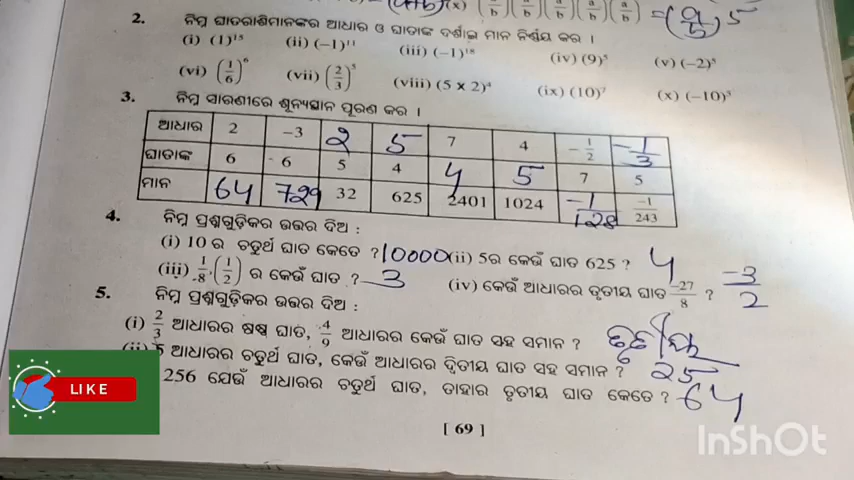 (a+b) (x) (a/b)(a/b)(a/b)(a/b)(a/b) = (a/b)5
2. ନିମ୍ନ ଘାତରାଶିମାନଙ୍କର ଆଧାର ଓ ଘାତାଙ୍କ ଦର୍ଶାଇ ମାନ ନିର୍ଣ୍ଣୟ କର ।
(i) (1)¹⁵ (ii) (−1)¹¹ (iii) (−1)¹⁸ (iv) (9)⁵ (v) (−2)⁵
(vi) (1/6)⁶ (vii) (2/3)⁵ (viii) (5 × 2)⁴ (ix) (10)⁷ (x) (−10)⁵
3. ନିମ୍ନ ସାରଣୀରେ ଶୂନ୍ୟସ୍ଥାନ ପୂରଣ କର ।
ଆଧାର 2 −3 2 5 7 4 −1/2 −1/3
ଘାତାଙ୍କ 6 6 5 4 4 5 7 5
ମାନ 64 729 32 625 2401 1024 −1/128 −1/243
4. ନିମ୍ନ ପ୍ରଶ୍ନଗୁଡ଼ିକର ଉତ୍ତର ଦିଅ :
(i) 10 ର ଚତୁର୍ଥ ଘାତ କେତେ ? 10000 (ii) 5ର କେଉଁ ଘାତ 625 ? 4
(iii) 1/8, (1/2) ର କେଉଁ ଘାତ ? 3 (iv) କେଉଁ ଆଧାରର ତୃତୀୟ ଘାତ −27/8 ? −3/2
5. ନିମ୍ନ ପ୍ରଶ୍ନଗୁଡ଼ିକର ଉତ୍ତର ଦିଅ :
(i) 2/3 ଆଧାରର ଷଷ୍ଠ ଘାତ, 4/9 ଆଧାରର କେଉଁ ଘାତ ସହ ସମାନ ? ତୃତୀୟ
(ii) 5 ଆଧାରର ଚତୁର୍ଥ ଘାତ, କେଉଁ ଆଧାରର ଦ୍ୱିତୀୟ ଘାତ ସହ ସମାନ ? 25
256 ଯେଉଁ ଆଧାରର ଚତୁର୍ଥ ଘାତ, ତାହାର ତୃତୀୟ ଘାତ କେତେ ? 64
LIKE
[ 69 ]
InShOt